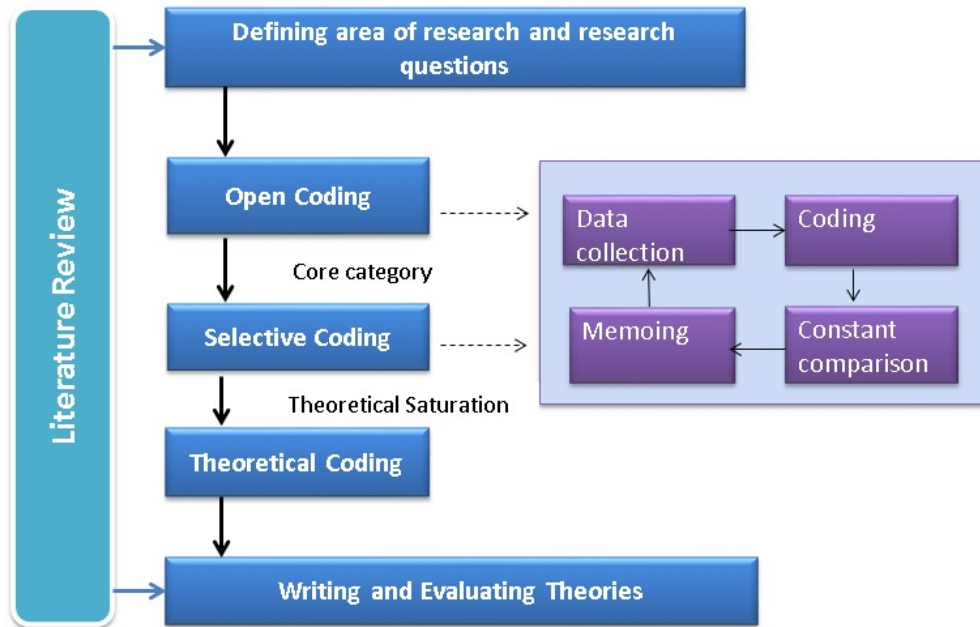 Literature Review
Defining area of research and research
questions
Open Coding
Core category
Selective Coding
Theoretical Saturation
Theoretical Coding
Writing and Evaluating Theories
Data
collection
Coding
Memoing
Constant
comparison